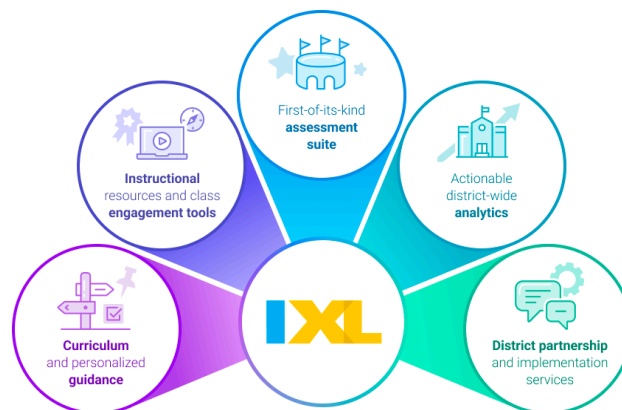 First-of-its-kind
assessment
suite
Instructional
resources and class
engagement tools
Actionable
district-wide
analytics
Curriculum
and personalized
guidance
IXL
District partnership
and implementation
services